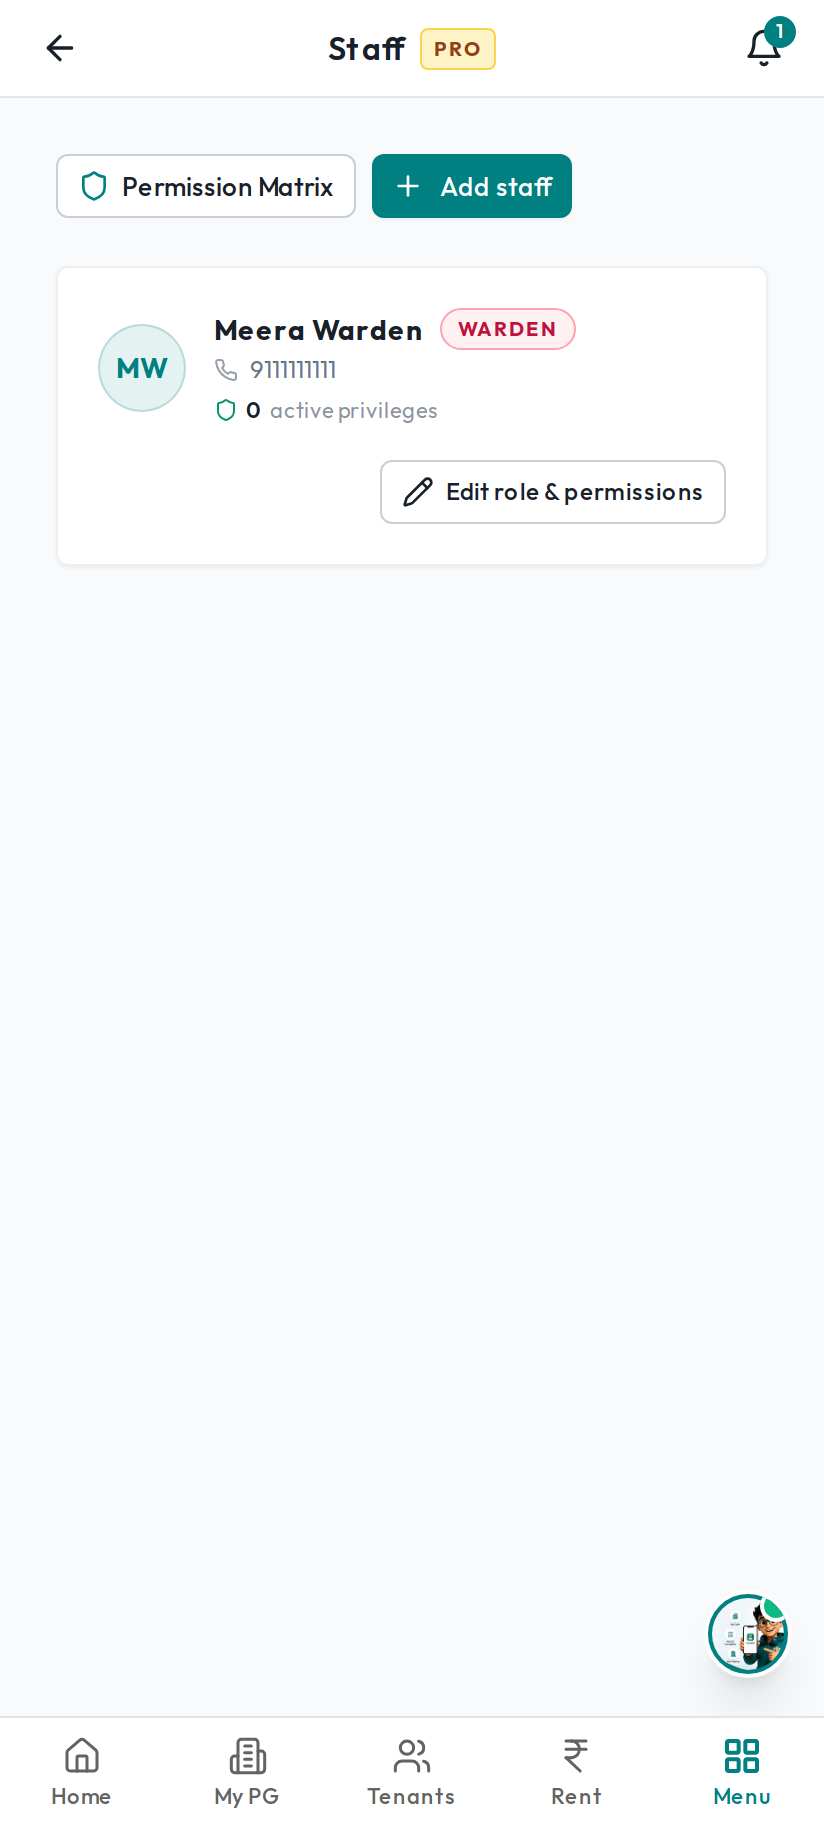 Staff PRO
1
Permission Matrix
Add staff
MW
Meera Warden WARDEN
9111111111
0 active privileges
Edit role & permissions
Home
My PG
Tenants
Rent
Menu